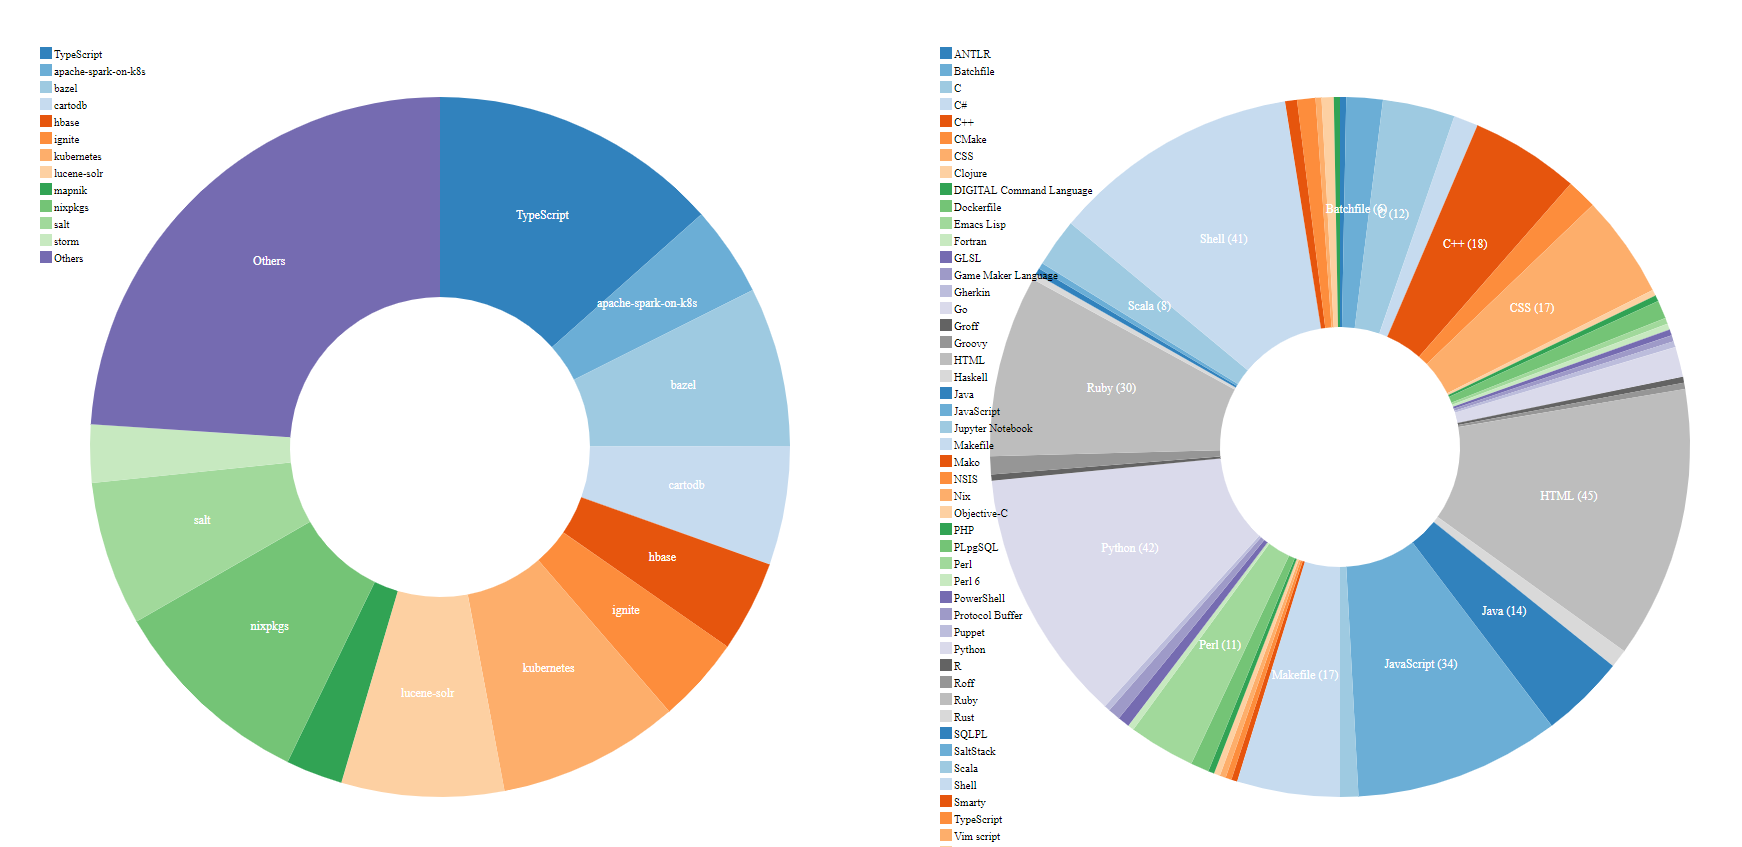 TypeScript
apache-spark-on-k8s
bazel
cartodb
hbase
ignite
kubernetes
lucene-solr
mapnik
nixpkgs
salt
storm
Others
TypeScript
apache-spark-on-k8s
bazel
cartodb
hbase
ignite
kubernetes
lucene-solr
nixpkgs
salt
Others
ANTLR
Batchfile
C
C#
C++
CMake
CSS
Clojure
DIGITAL Command Language
Dockerfile
Emacs Lisp
Fortran
GLSL
Game Maker Language
Gherkin
Go
Groff
Groovy
HTML
Haskell
Java
JavaScript
Jupyter Notebook
Makefile
Mako
NSIS
Nix
Objective-C
PHP
PLpgSQL
Perl
Perl 6
PowerShell
Protocol Buffer
Puppet
Python
R
Roff
Ruby
Rust
SQLPL
SaltStack
Scala
Shell
Smarty
TypeScript
Vim script
Batchfile (6)
C (12)
C++ (18)
CSS (17)
HTML (45)
Java (14)
JavaScript (34)
Makefile (17)
Perl (11)
Python (42)
Ruby (30)
Scala (8)
Shell (41)